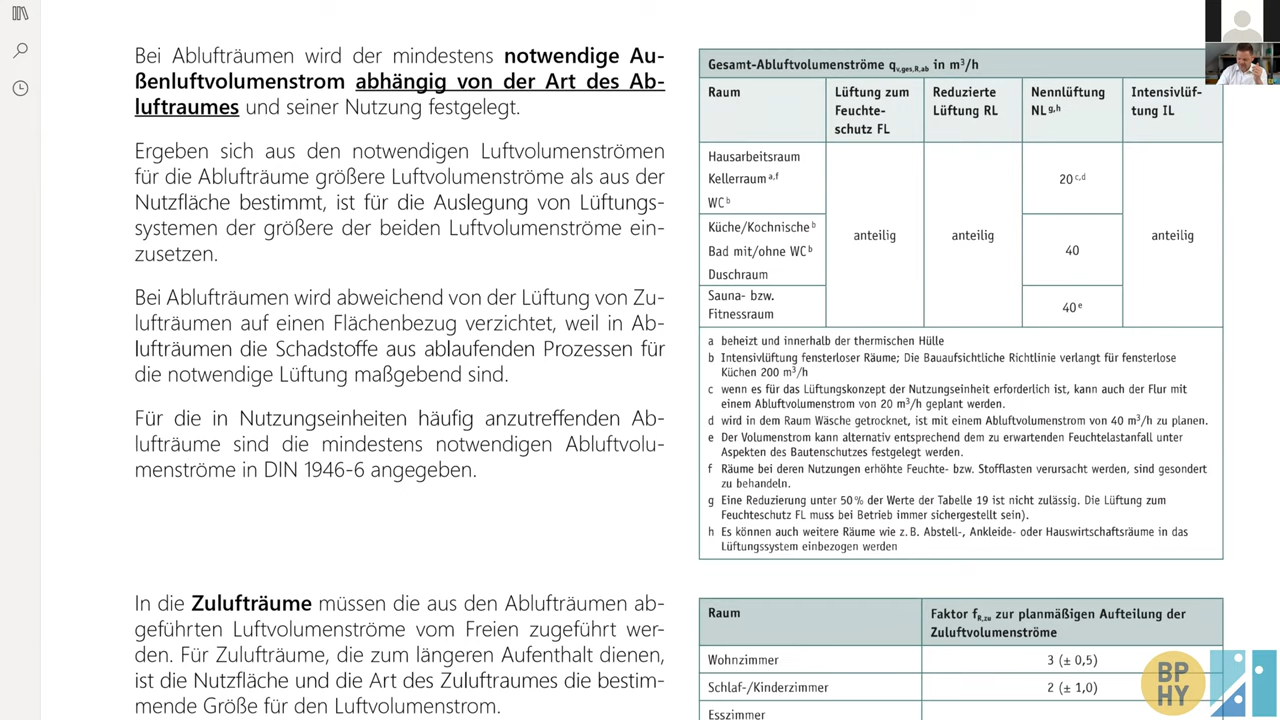 Bei Ablufträumen wird der mindestens notwendige Au-
ßenluftvolumenstrom abhängig von der Art des Ab-
luftraumes und seiner Nutzung festgelegt.
Ergeben sich aus den notwendigen Luftvolumenströmen
für die Ablufträume größere Luftvolumenströme als aus der
Nutzfläche bestimmt, ist für die Auslegung von Lüftungs-
systemen der größere der beiden Luftvolumenströme ein-
zusetzen.
Bei Ablufträumen wird abweichend von der Lüftung von Zu-
lufträumen auf einen Flächenbezug verzichtet, weil in Ab-
lufträumen die Schadstoffe aus ablaufenden Prozessen für
die notwendige Lüftung maßgebend sind.
Für die in Nutzungseinheiten häufig anzutreffenden Ab-
lufträume sind die mindestens notwendigen Abluftvolu-
menströme in DIN 1946-6 angegeben.
In die Zulufträume müssen die aus den Ablufträumen ab-
geführten Luftvolumenströme vom Freien zugeführt wer-
den. Für Zulufträume, die zum längeren Aufenthalt dienen,
ist die Nutzfläche und die Art des Zuluftraumes die bestim-
mende Größe für den Luftvolumenstrom.
Gesamt-Abluftvolumenströme qv,ges,R,ab in m³/h
Raum
Lüftung zum
Feuchte-
schutz FL
Reduzierte
Lüftung RL
Nennlüftung
NL g,h
Intensivlüf-
tung IL
Hausarbeitsraum
Kellerraum a,f
WC b
20 c,d
Küche/Kochnische b
Bad mit/ohne WC b
Duschraum
anteilig
anteilig
40
anteilig
Sauna- bzw.
Fitnessraum
40 e
a beheizt und innerhalb der thermischen Hülle
b Intensivlüftung fensterloser Räume; Die Bauaufsichtliche Richtlinie verlangt für fensterlose
Küchen 200 m³/h
c wenn es für das Lüftungskonzept der Nutzungseinheit erforderlich ist, kann auch der Flur mit
einem Abluftvolumenstrom von 20 m³/h geplant werden.
d wird in dem Raum Wäsche getrocknet, ist mit einem Abluftvolumenstrom von 40 m³/h zu planen.
e Der Volumenstrom kann alternativ entsprechend dem zu erwartenden Feuchtelastanfall unter
Aspekten des Bautenschutzes festgelegt werden.
f Räume bei deren Nutzungen erhöhte Feuchte- bzw. Stofflasten verursacht werden, sind gesondert
zu behandeln.
g Eine Reduzierung unter 50 % der Werte der Tabelle 19 ist nicht zulässig. Die Lüftung zum
Feuchteschutz FL muss bei Betrieb immer sichergestellt sein).
h Es können auch weitere Räume wie z. B. Abstell-, Ankleide- oder Hauswirtschaftsräume in das
Lüftungssystem einbezogen werden
Raum
Faktor fR,zu zur planmäßigen Aufteilung der
Zuluftvolumenströme
Wohnzimmer
3 (± 0,5)
Schlaf-/Kinderzimmer
2 (± 1,0)
Esszimmer
BP
HY